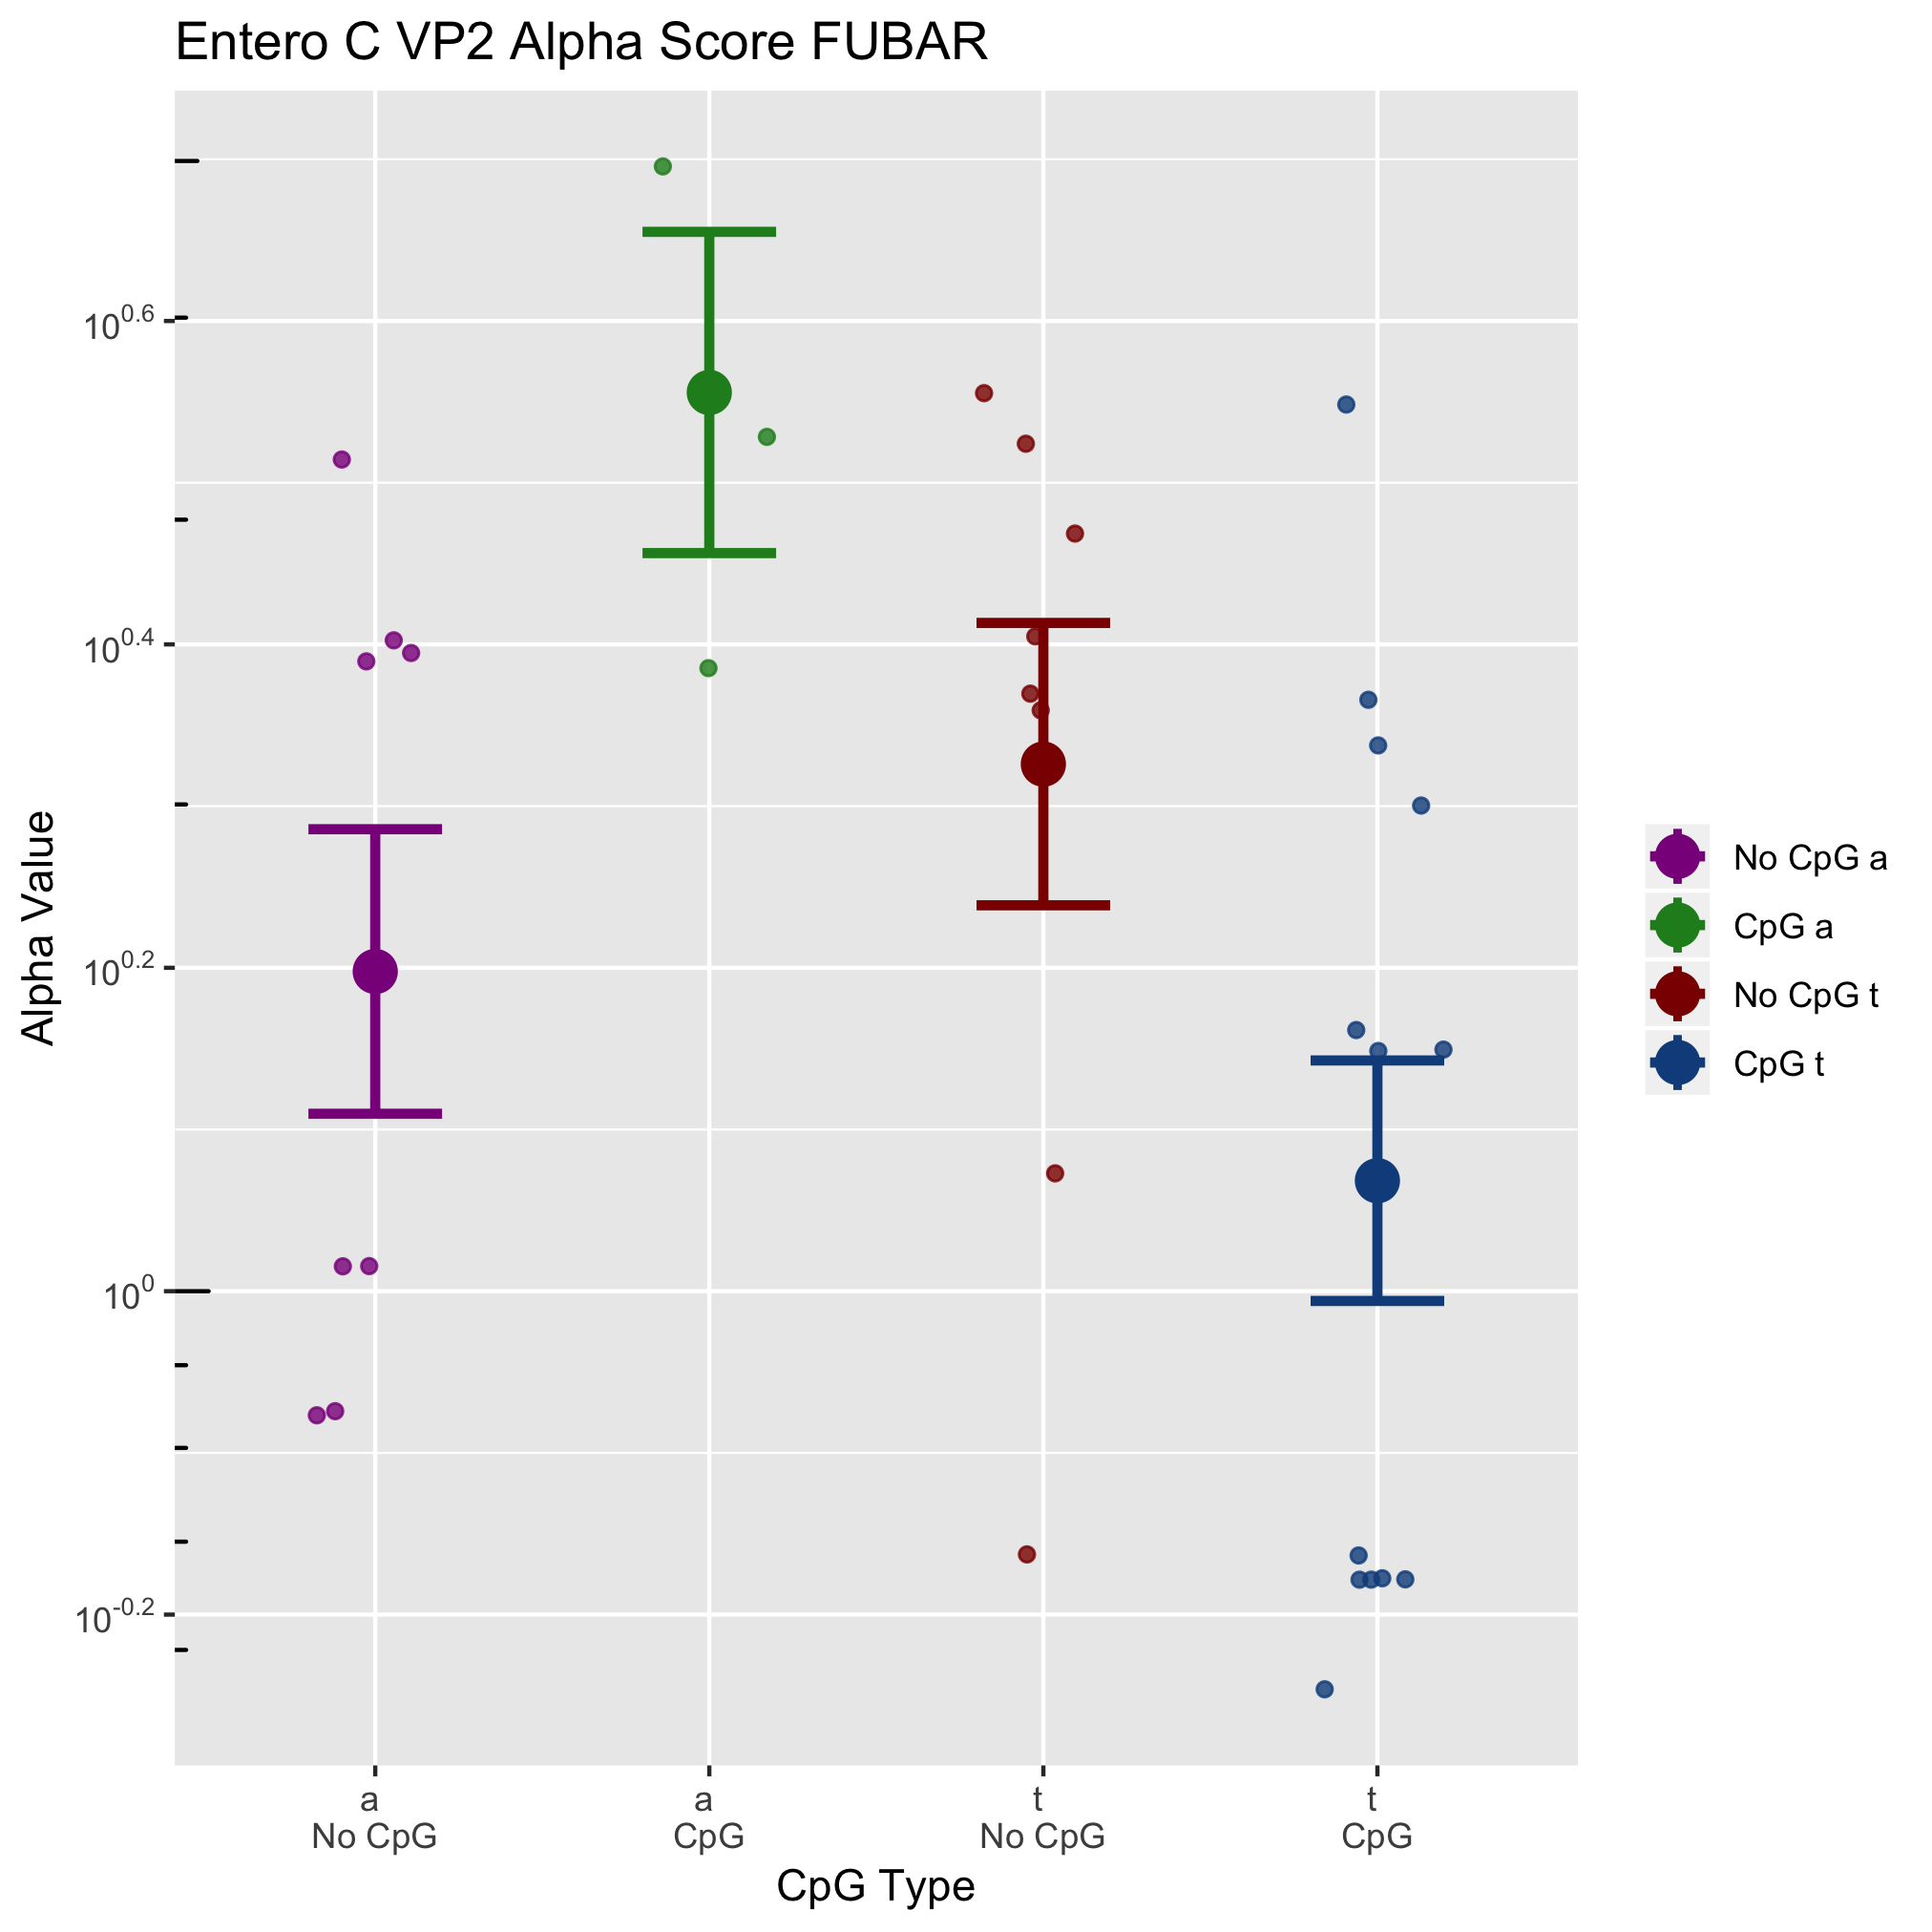 Entero C VP2 Alpha Score FUBAR
10^0.6
10^0.4
10^0.2
10^0
10^-0.2
Alpha Value
a
No CpG
a
CpG
t
No CpG
t
CpG
CpG Type
No CpG a
CpG a
No CpG t
CpG t